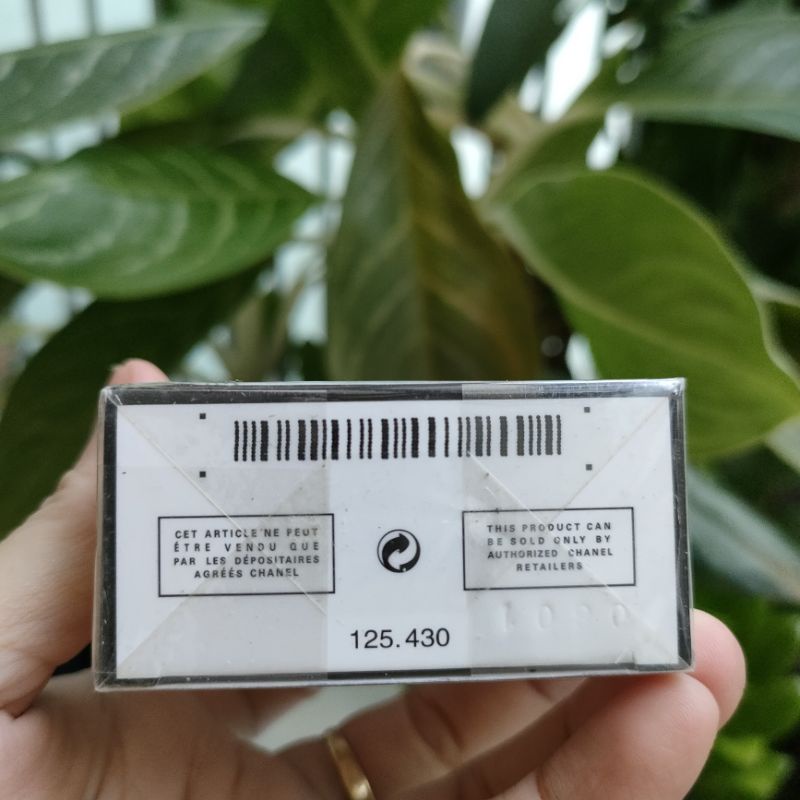 CET ARTICLE NE PEUT
ÊTRE VENDU QUE
PAR LES DÉPOSITAIRES
AGRÉÉS CHANEL
THIS PRODUCT CAN
BE SOLD ONLY BY
AUTHORIZED CHANEL
RETAILERS
125.430